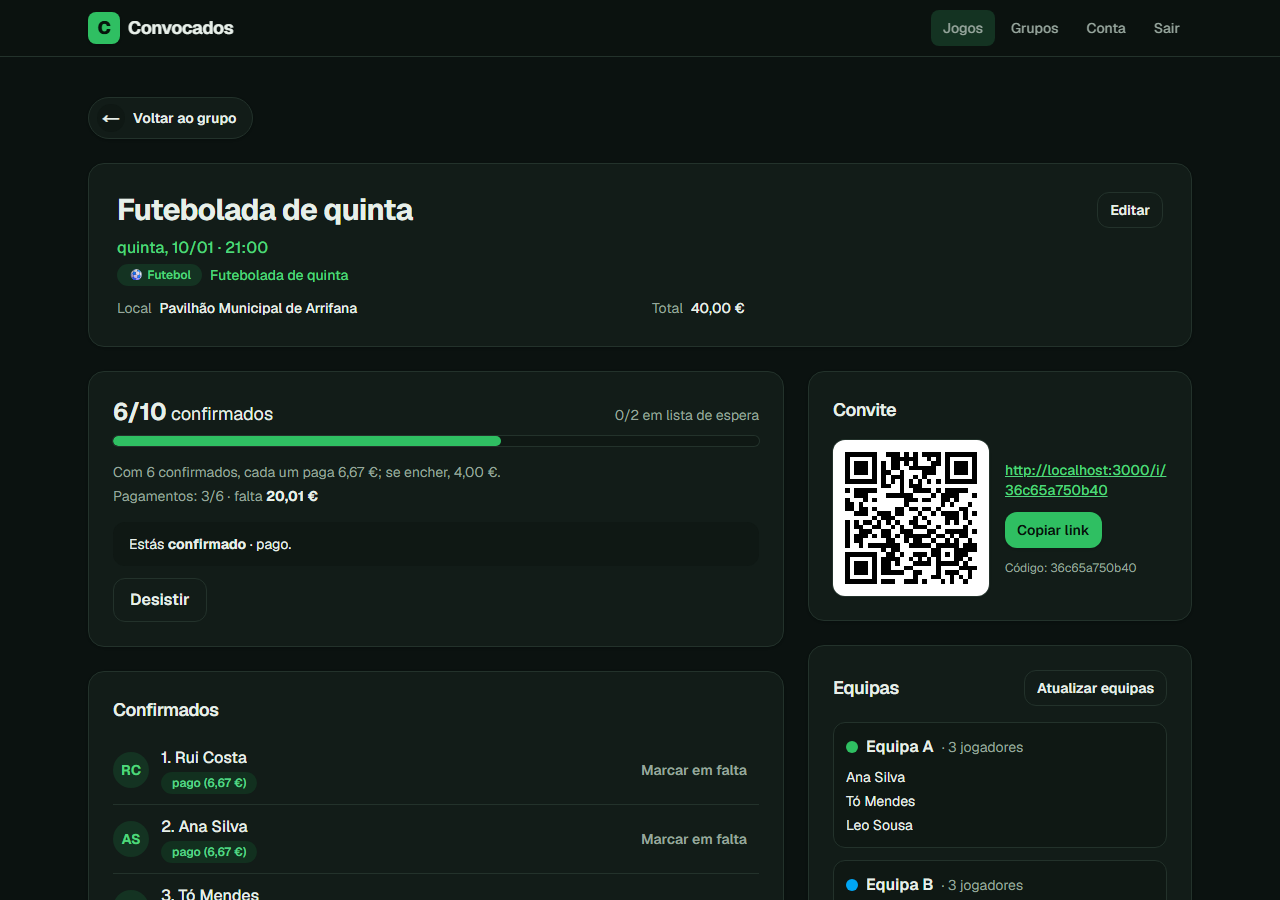 C Convocados
Jogos Grupos Conta Sair
← Voltar ao grupo
Futebolada de quinta
Editar
quinta, 10/01 · 21:00
Futebol Futebolada de quinta
Local Pavilhão Municipal de Arrifana
Total 40,00 €
6/10 confirmados
0/2 em lista de espera
Com 6 confirmados, cada um paga 6,67 €; se encher, 4,00 €.
Pagamentos: 3/6 · falta 20,01 €
Estás confirmado · pago.
Desistir
Convite
http://localhost:3000/i/
36c65a750b40
Copiar link
Código: 36c65a750b40
Confirmados
RC
1. Rui Costa
pago (6,67 €)
Marcar em falta
AS
2. Ana Silva
pago (6,67 €)
Marcar em falta
3. Tó Mendes
Equipas
Atualizar equipas
Equipa A · 3 jogadores
Ana Silva
Tó Mendes
Leo Sousa
Equipa B · 3 jogadores